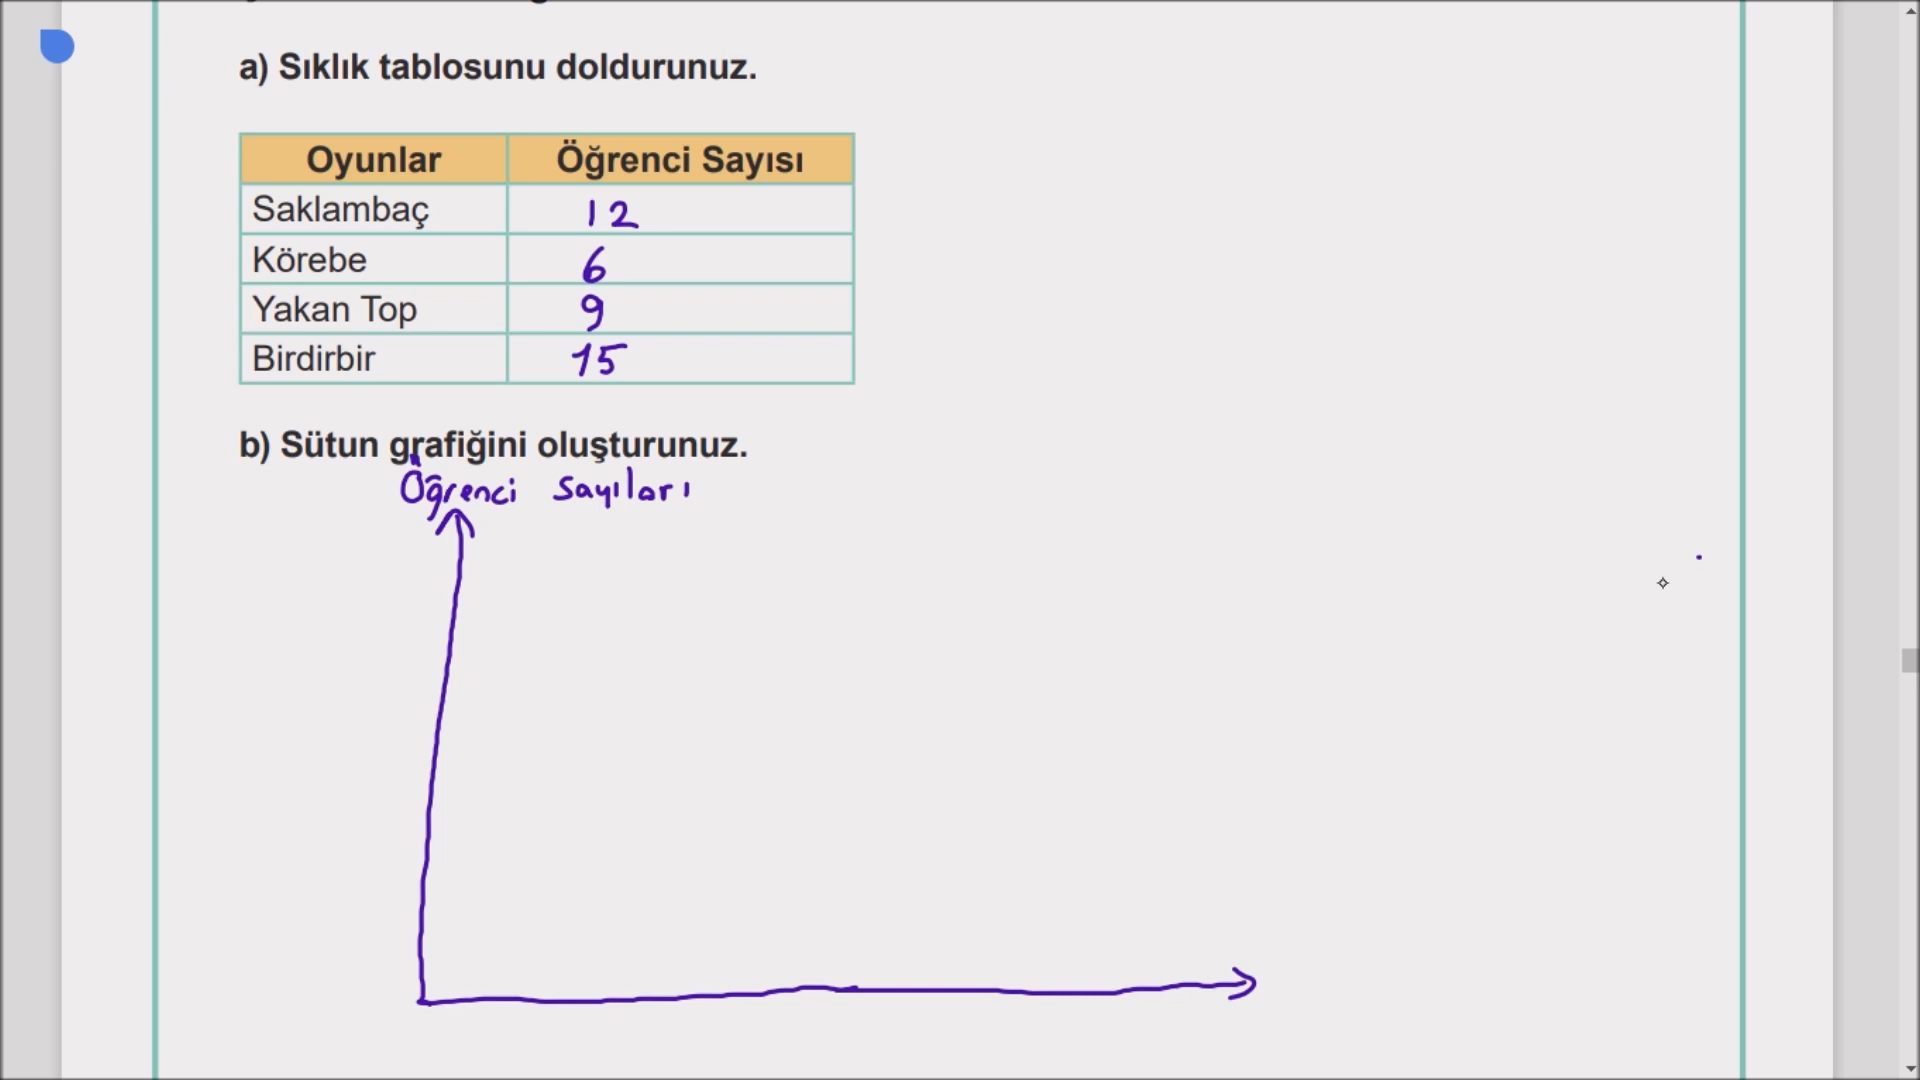 a) Sıklık tablosunu doldurunuz.
Oyunlar Öğrenci Sayısı
Saklambaç 12
Körebe 6
Yakan Top 9
Birdirbir 15
b) Sütun grafiğini oluşturunuz.
Öğrenci Sayıları